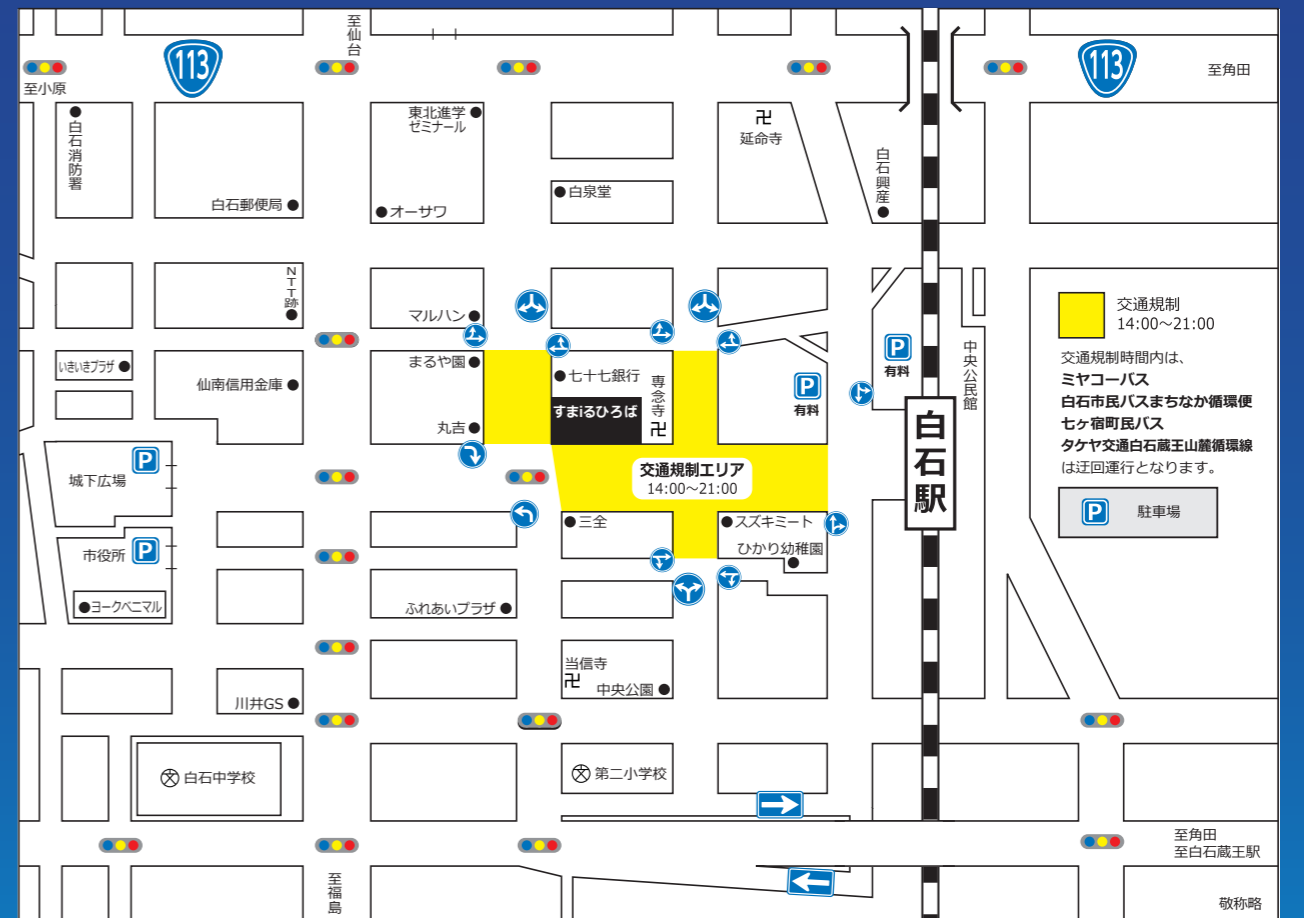 至仙台
113
113
至小原
至角田
白石消防署
東北進学
ゼミナール
卍
延命寺
白石興産
白石郵便局
オーサワ
白泉堂
NTT跡
マルハン
交通規制
14:00〜21:00
いきいきプラザ
仙南信用金庫
まるや園
七十七銀行
専念寺
卍
すまiるひろば
丸吉
P
有料
P
有料
中央公民館
白石駅
交通規制時間内は、
ミヤコーバス
白石市民バスまちなか循環便
七ヶ宿町民バス
タケヤ交通白石蔵王山麓循環線
は迂回運行となります。
P 駐車場
城下広場
P
交通規制エリア
14:00〜21:00
市役所
P
ヨークベニマル
三全
スズキミート
ひかり幼稚園
ふれあいプラザ
当信寺
卍
中央公園
川井GS
文 白石中学校
文 第二小学校
至福島
至角田
至白石蔵王駅
敬称略